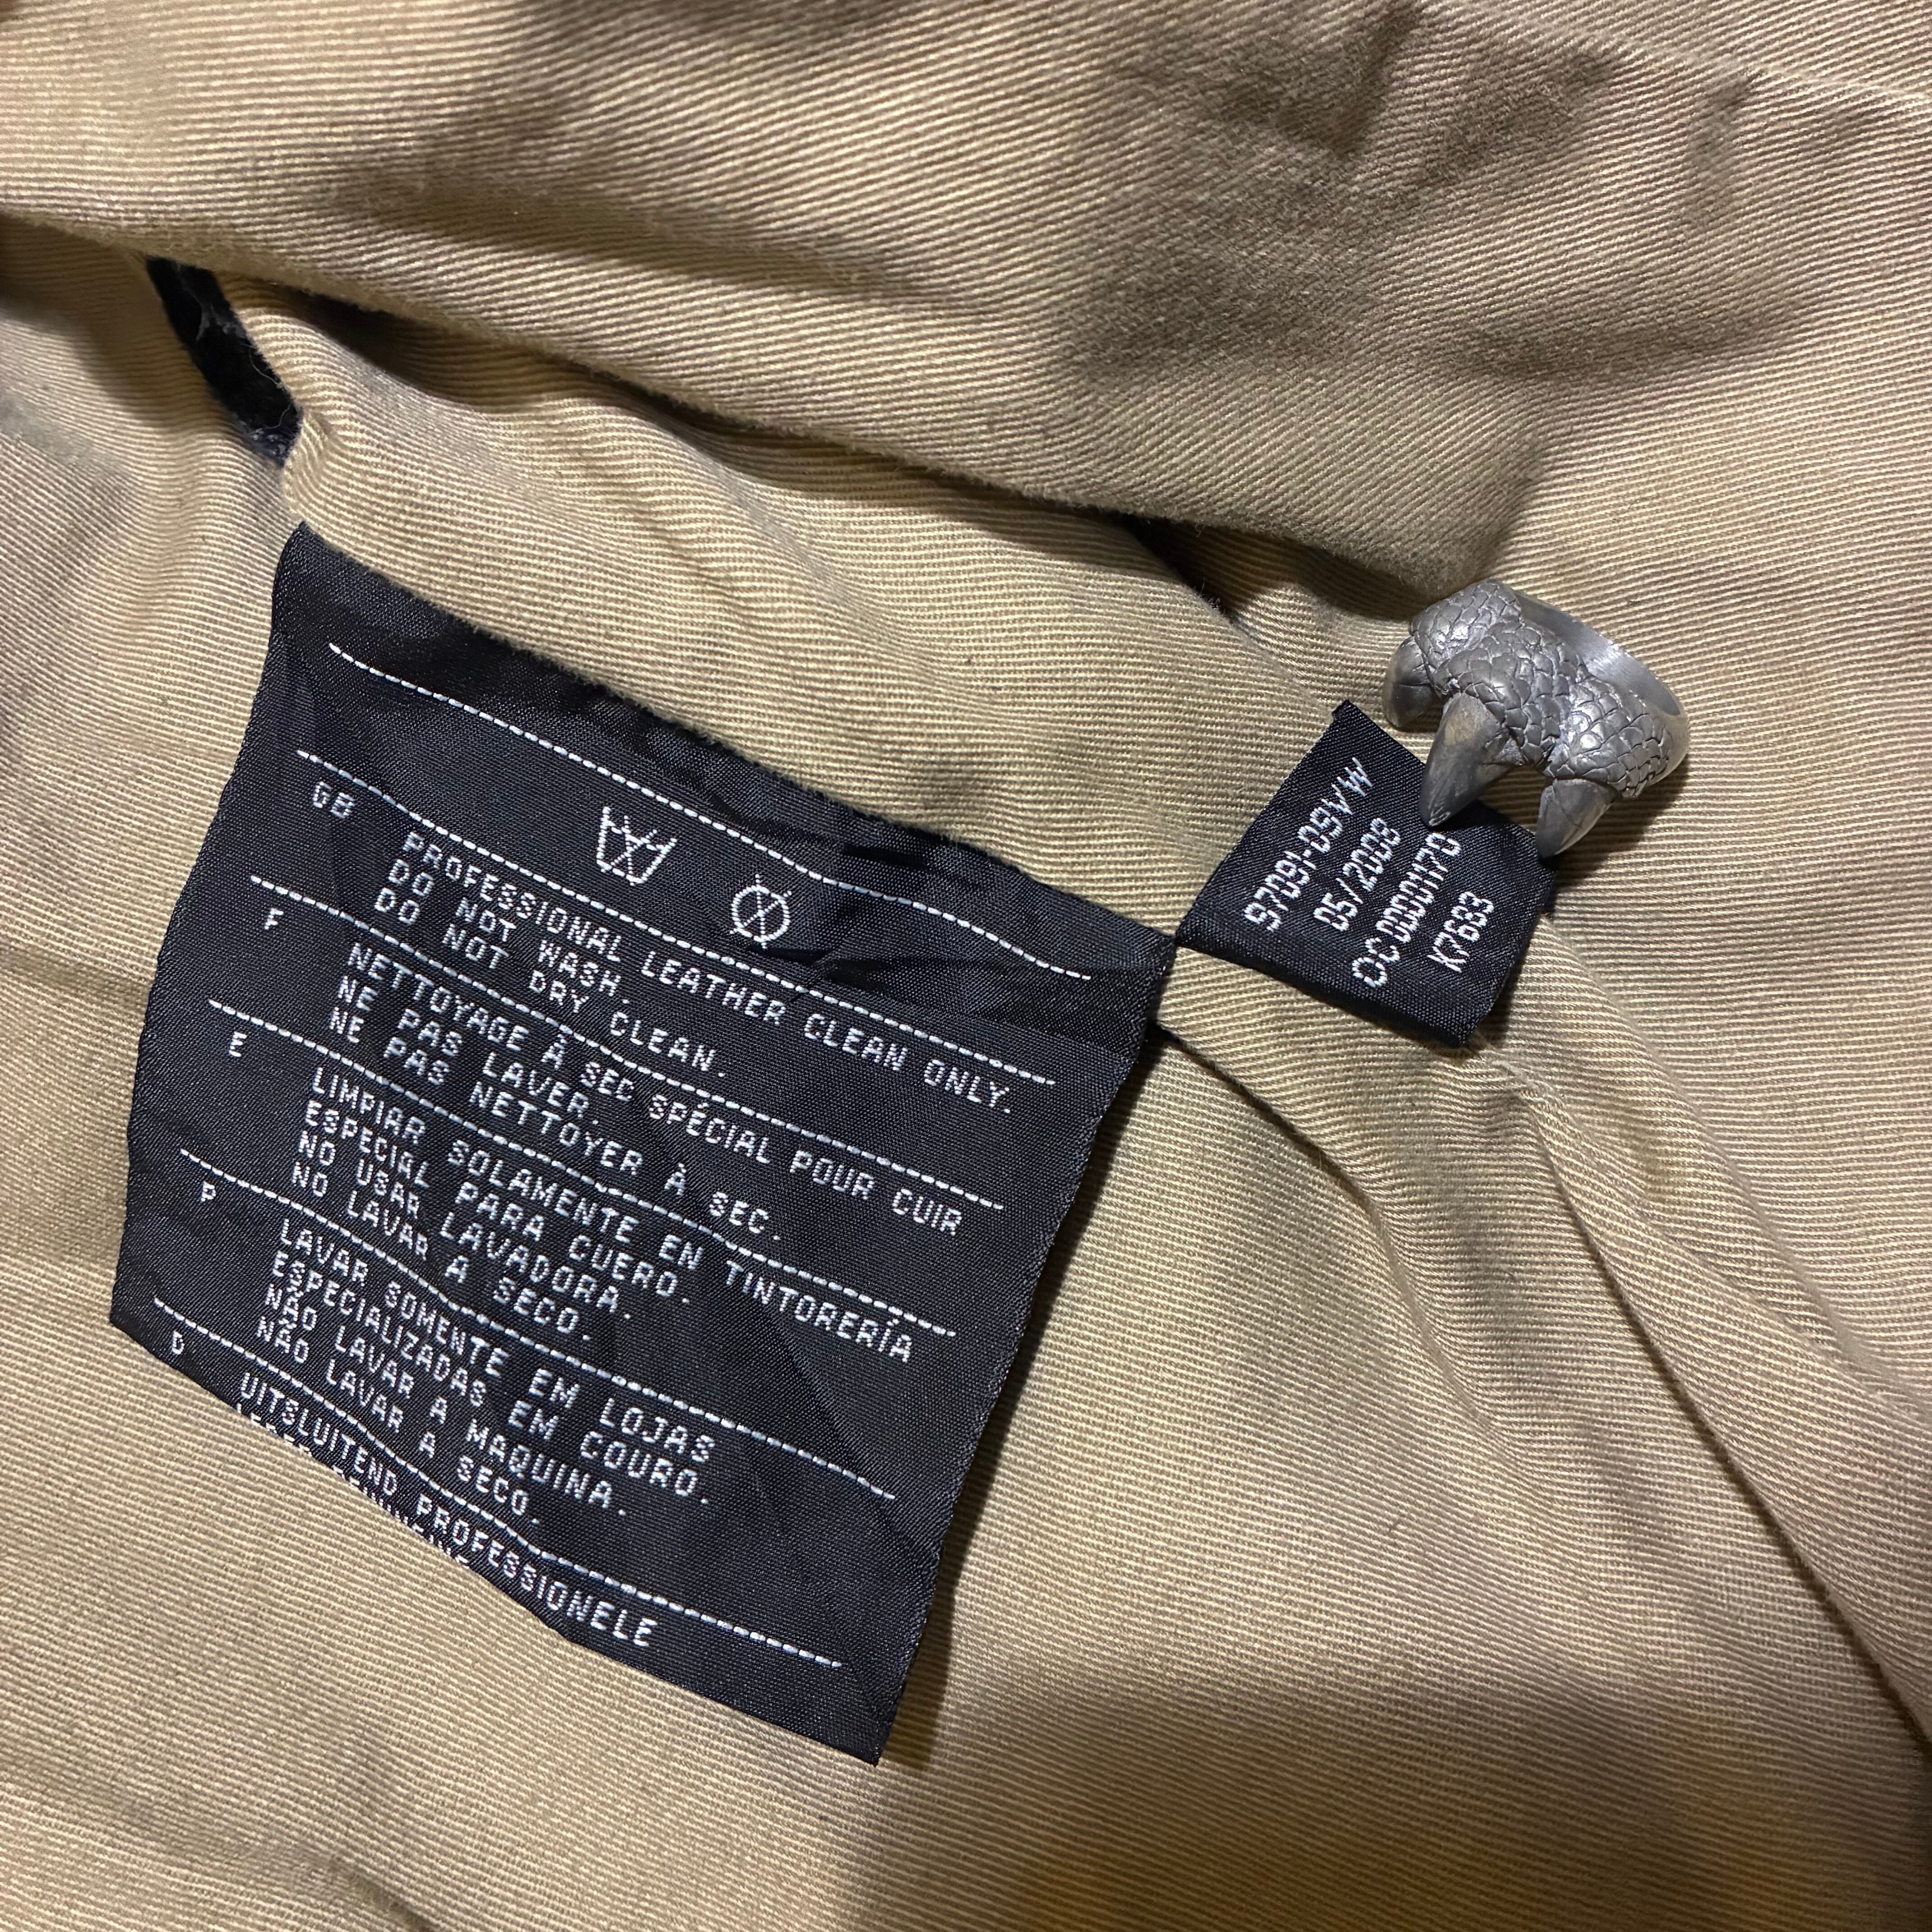 GB PROFESSIONAL LEATHER CLEAN ONLY.
DO NOT WASH.
DO NOT DRY CLEAN.
F NETTOYAGE À SEC SPÉCIAL POUR CUIR
NE PAS LAVER.
NE PAS NETTOYER À SEC.
E LIMPIAR SOLAMENTE EN TINTORERÍA
ESPECIAL PARA CUERO.
NO USAR LAVADORA.
NO LAVAR A SECO.
P LAVAR SOMENTE EM LOJAS
ESPECIALIZADAS EM COURO.
NÃO LAVAR A MAQUINA.
NÃO LAVAR A SECO.
D UITSLUITEND PROFESSIONELE
97091-09VW
05/2008
OC 00001170
K7683